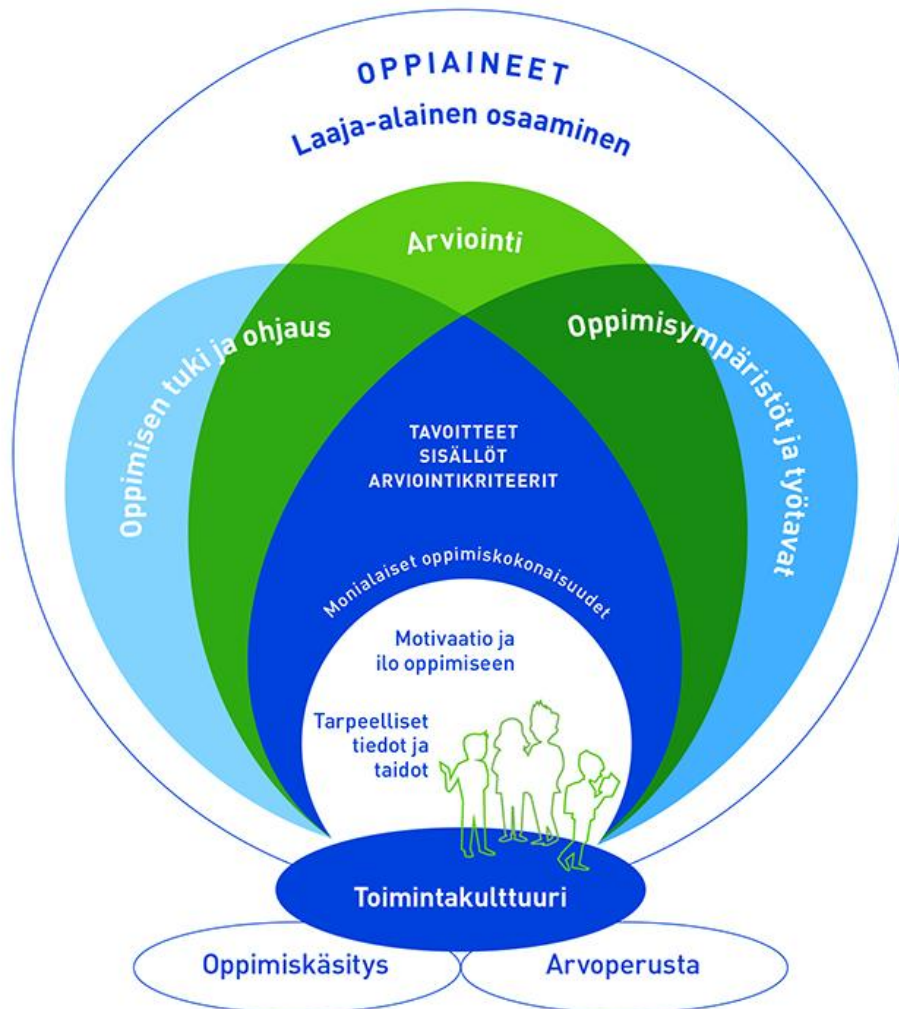 OPPIAINEET
Laaja-alainen osaaminen
Arviointi
Oppimisen tuki ja ohjaus
Oppimisympäristöt ja työtavat
TAVOITTEET
SISÄLLÖT
ARVIOINTIKRITEERIT
Monialaiset oppimiskokonaisuudet
Motivaatio ja
ilo oppimiseen
Tarpeelliset
tiedot ja
taidot
Toimintakulttuuri
Oppimiskäsitys
Arvoperusta